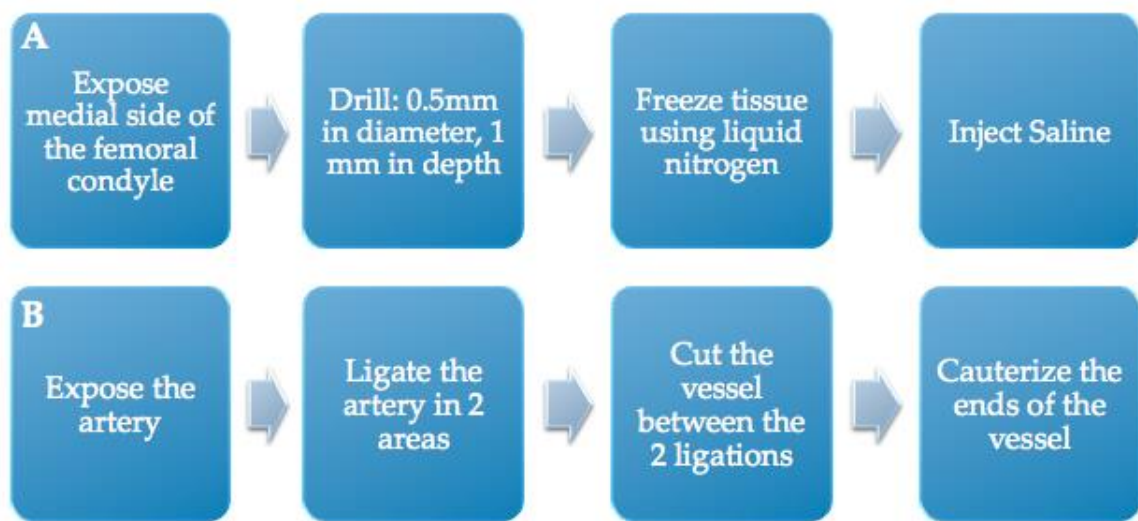 A
Expose
medial side of
the femoral
condyle
Drill: 0.5mm
in diameter, 1
mm in depth
Freeze tissue
using liquid
nitrogen
Inject Saline
B
Expose the
artery
Ligate the
artery in 2
areas
Cut the
vessel
between the
2 ligations
Cauterize the
ends of the
vessel